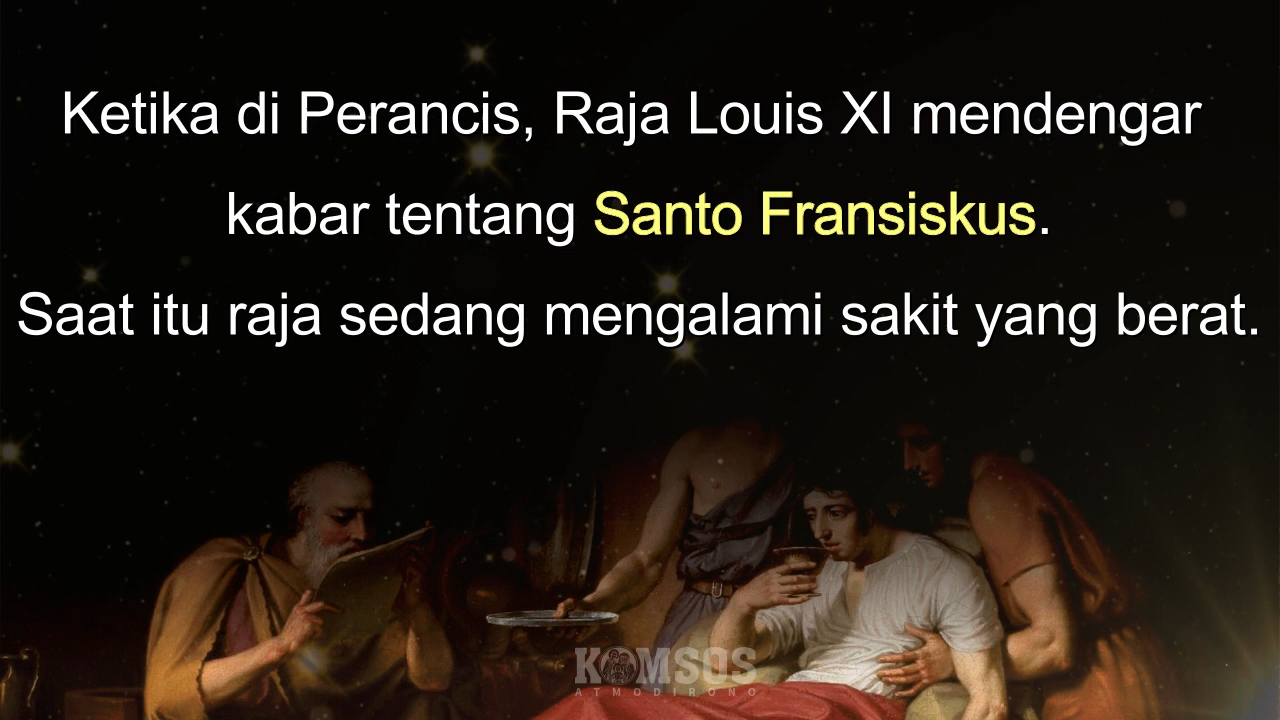 Ketika di Perancis, Raja Louis XI mendengar
kabar tentang Santo Fransiskus.
Saat itu raja sedang mengalami sakit yang berat.
KOMSOS
ATMODIRONO